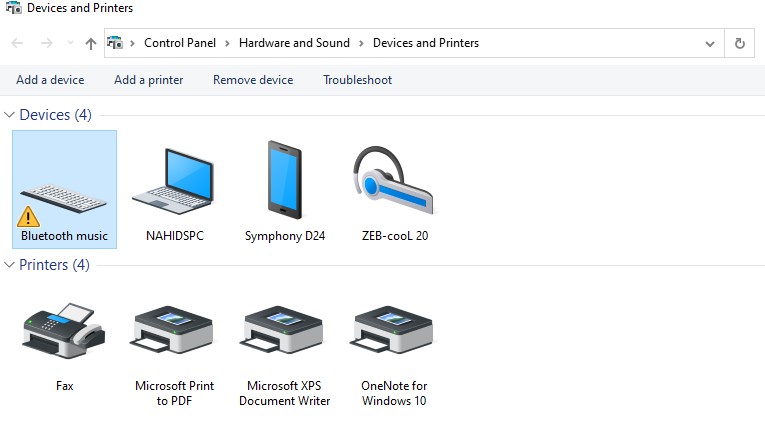 Devices and Printers
Control Panel > Hardware and Sound > Devices and Printers
Add a device Add a printer Remove device Troubleshoot
Devices (4)
Bluetooth music NAHIDSPC Symphony D24 ZEB-cooL 20
Printers (4)
Fax Microsoft Print to PDF Microsoft XPS Document Writer OneNote for Windows 10